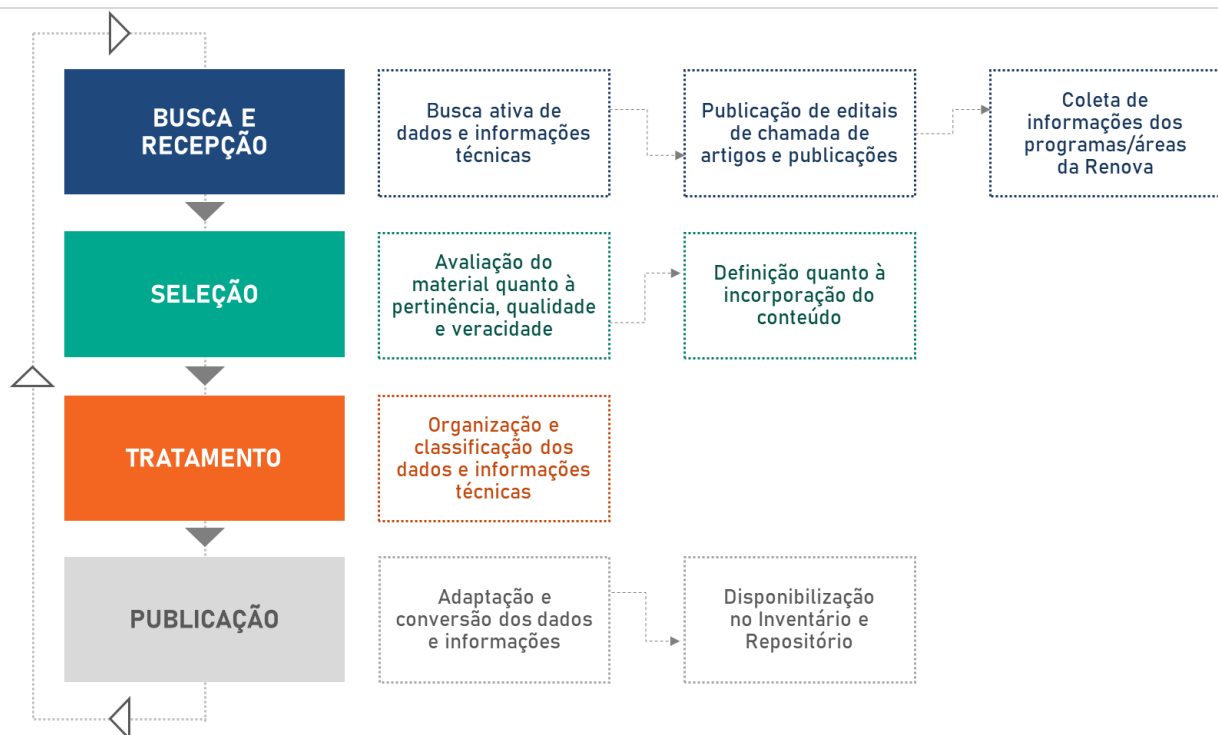 BUSCA E
RECEPÇÃO
Busca ativa de
dados e informações
técnicas
Publicação de editais
de chamada de
artigos e publicações
Coleta de
informações dos
programas/áreas
da Renova
SELEÇÃO
Avaliação do
material quanto à
pertinência, qualidade
e veracidade
Definição quanto à
incorporação do
conteúdo
TRATAMENTO
Organização e
classificação dos
dados e informações
técnicas
PUBLICAÇÃO
Adaptação e
conversão dos dados
e informações
Disponibilização
no Inventário e
Repositório